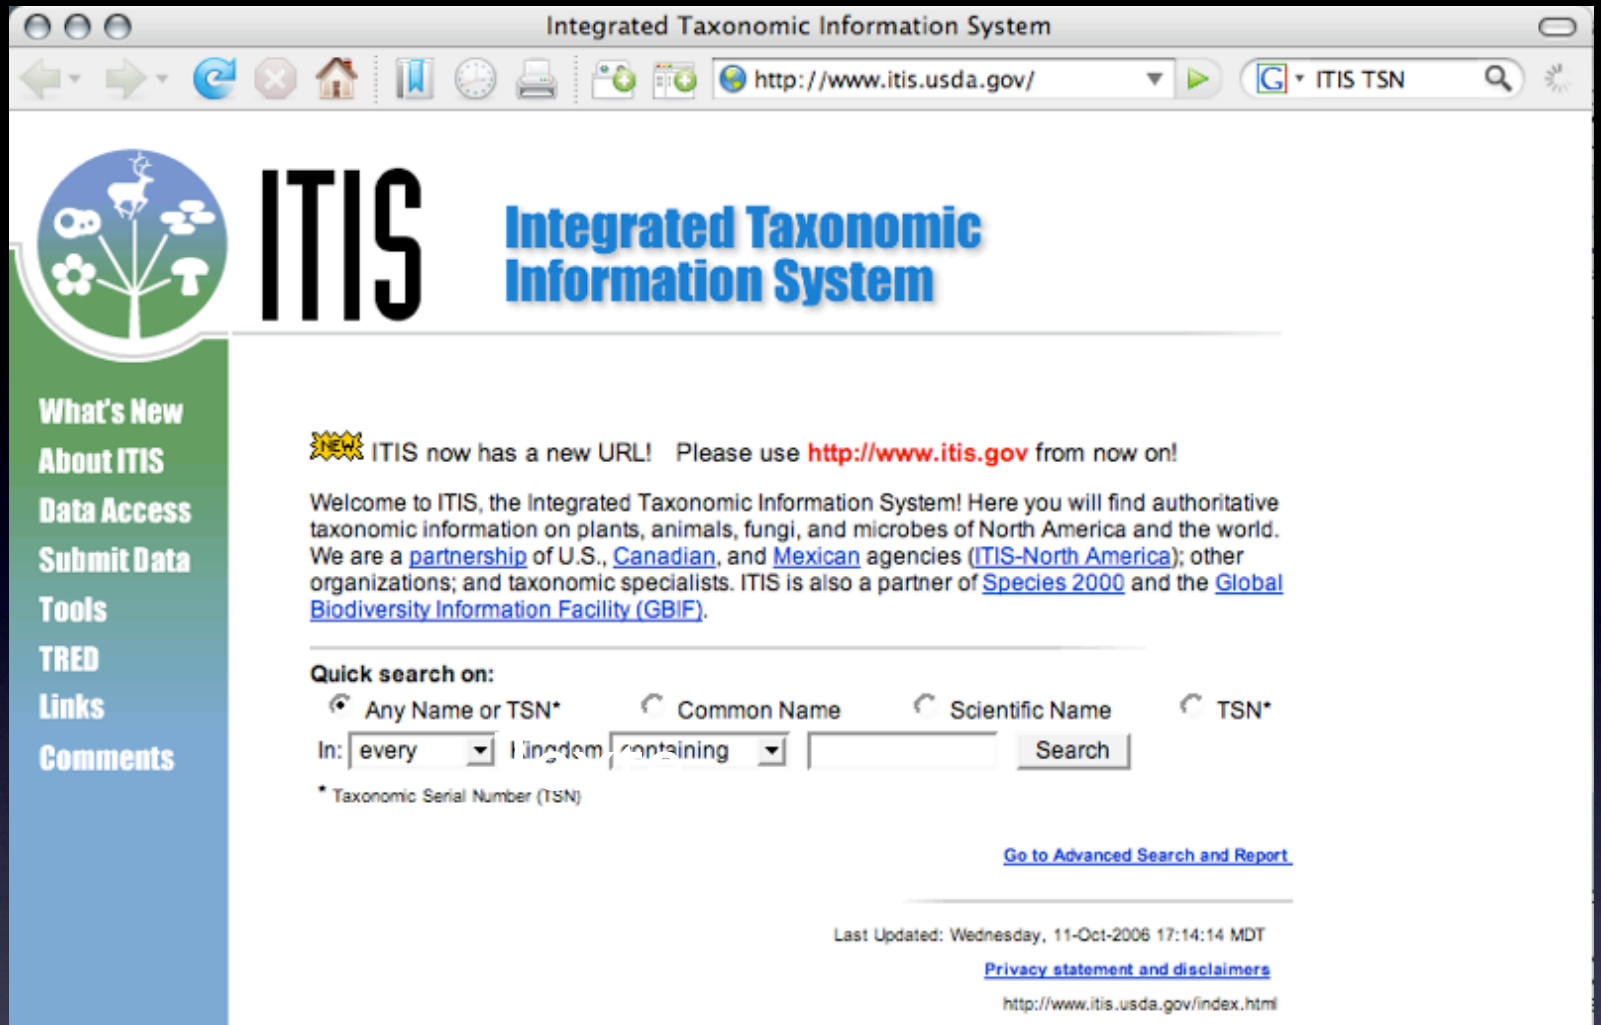 Integrated Taxonomic Information System
http://www.itis.usda.gov/
G
ITIS TSN
ITIS
Integrated Taxonomic
Information System
What's New
About ITIS
Data Access
Submit Data
Tools
TRED
Links
Comments
NEW ITIS now has a new URL! Please use http://www.itis.gov from now on!
Welcome to ITIS, the Integrated Taxonomic Information System! Here you will find authoritative
taxonomic information on plants, animals, fungi, and microbes of North America and the world.
We are a partnership of U.S., Canadian, and Mexican agencies (ITIS-North America); other
organizations; and taxonomic specialists. ITIS is also a partner of Species 2000 and the Global
Biodiversity Information Facility (GBIF).
Quick search on:
Any Name or TSN* Common Name Scientific Name TSN*
In: every Kingdom containing Search
* Taxonomic Serial Number (TSN)
Go to Advanced Search and Report
Last Updated: Wednesday, 11-Oct-2006 17:14:14 MDT
Privacy statement and disclaimers
http://www.itis.usda.gov/index.html